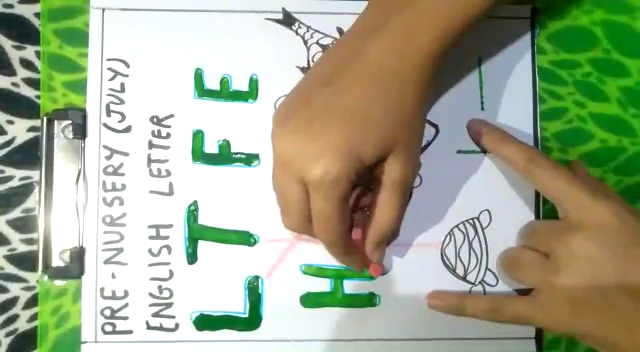 PRE-NURSERY (JULY)
ENGLISH LETTER
L T F E
H